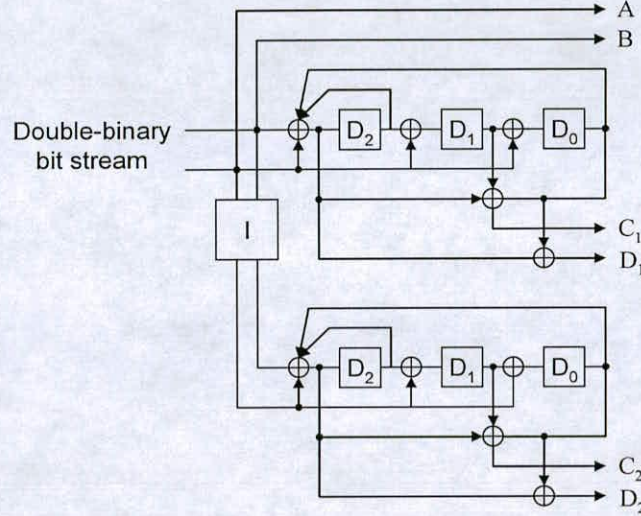 A
B
Double-binary
bit stream
D2 D1 D0
I
C1
D1
D2 D1 D0
C2
D2